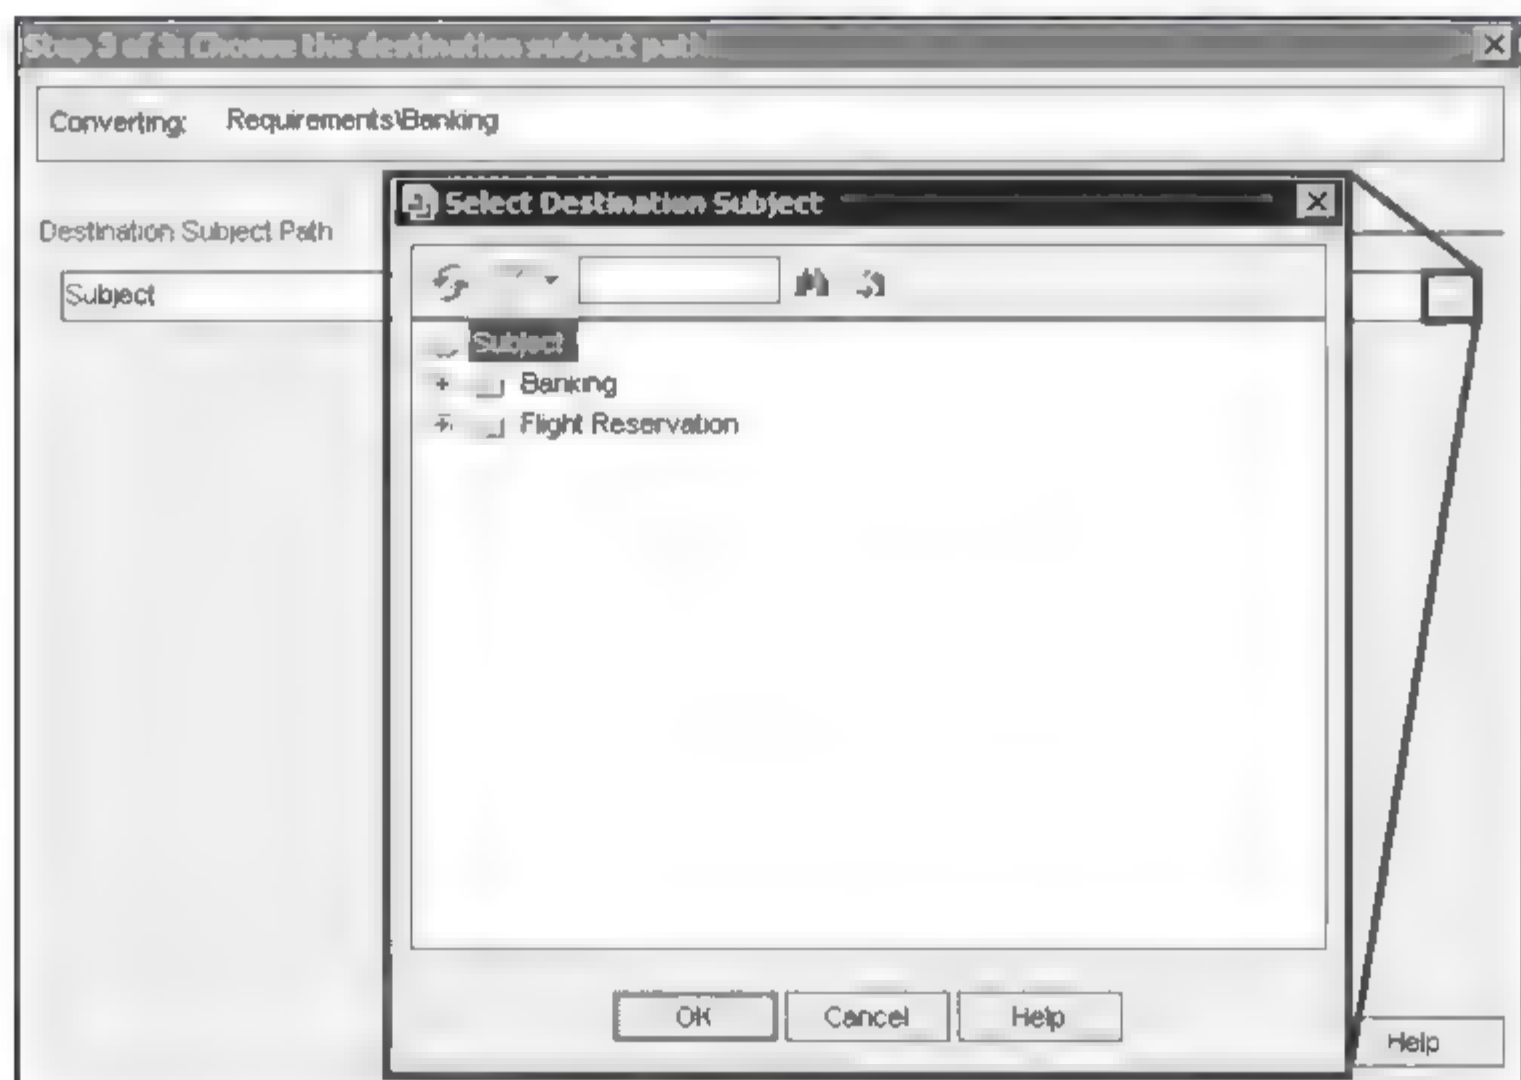 Step 3 of 3: Choose the destination subject path
Converting: Requirements\Banking
Select Destination Subject
Destination Subject Path
Subject
Subject
Banking
Flight Reservation
OK Cancel Help
Help